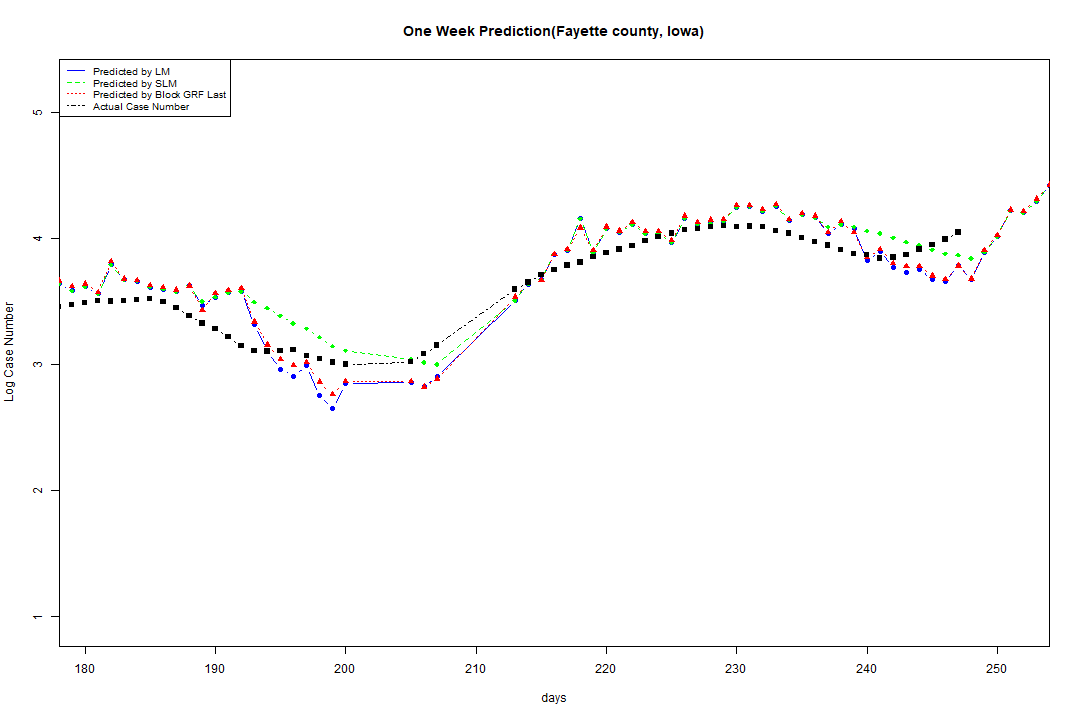 One Week Prediction(Fayette county, Iowa)
Predicted by LM
Predicted by SLM
Predicted by Block GRF Last
Actual Case Number
5
4
3
2
1
Log Case Number
180 190 200 210 220 230 240 250
days